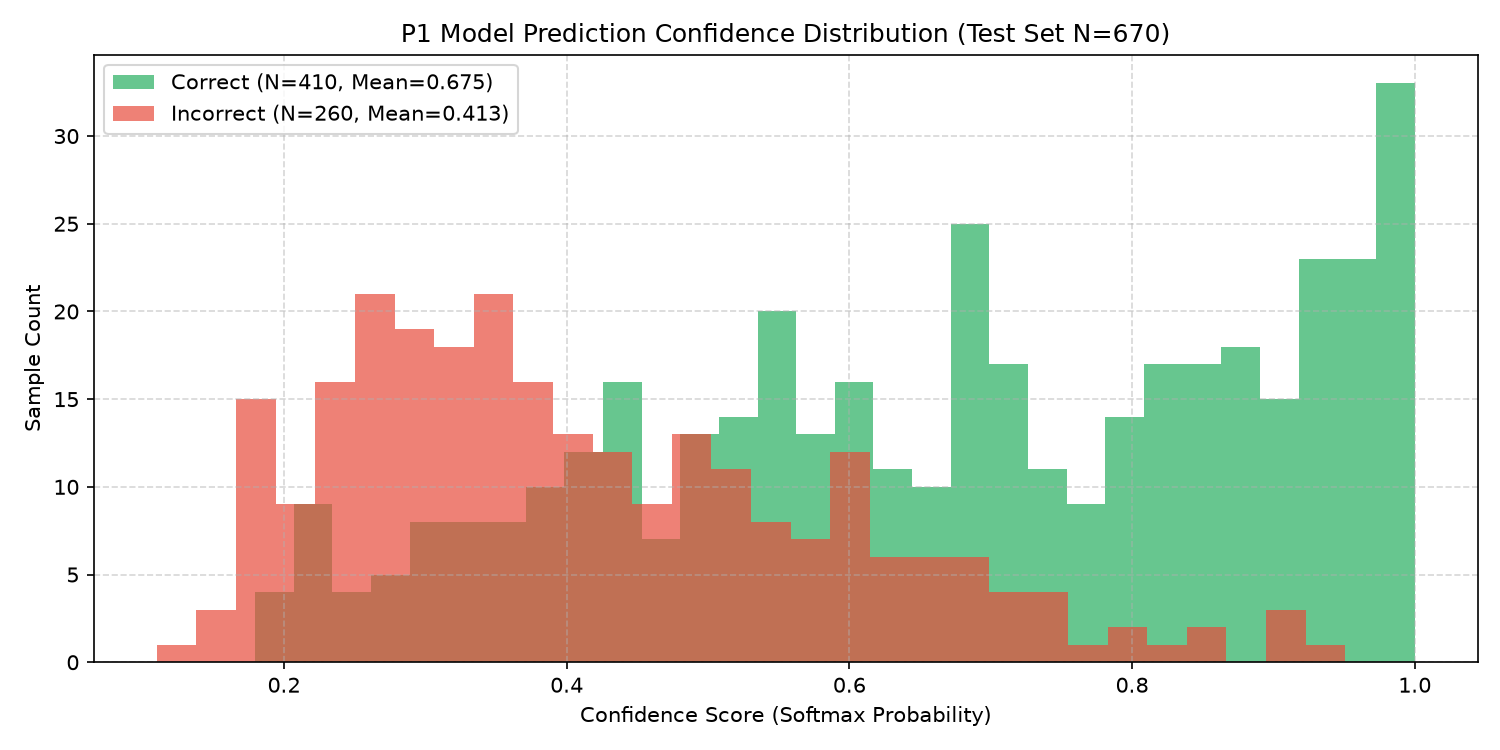 P1 Model Prediction Confidence Distribution (Test Set N=670)
Correct (N=410, Mean=0.675)
Incorrect (N=260, Mean=0.413)
Sample Count
30
25
20
15
10
5
0
0.2 0.4 0.6 0.8 1.0
Confidence Score (Softmax Probability)